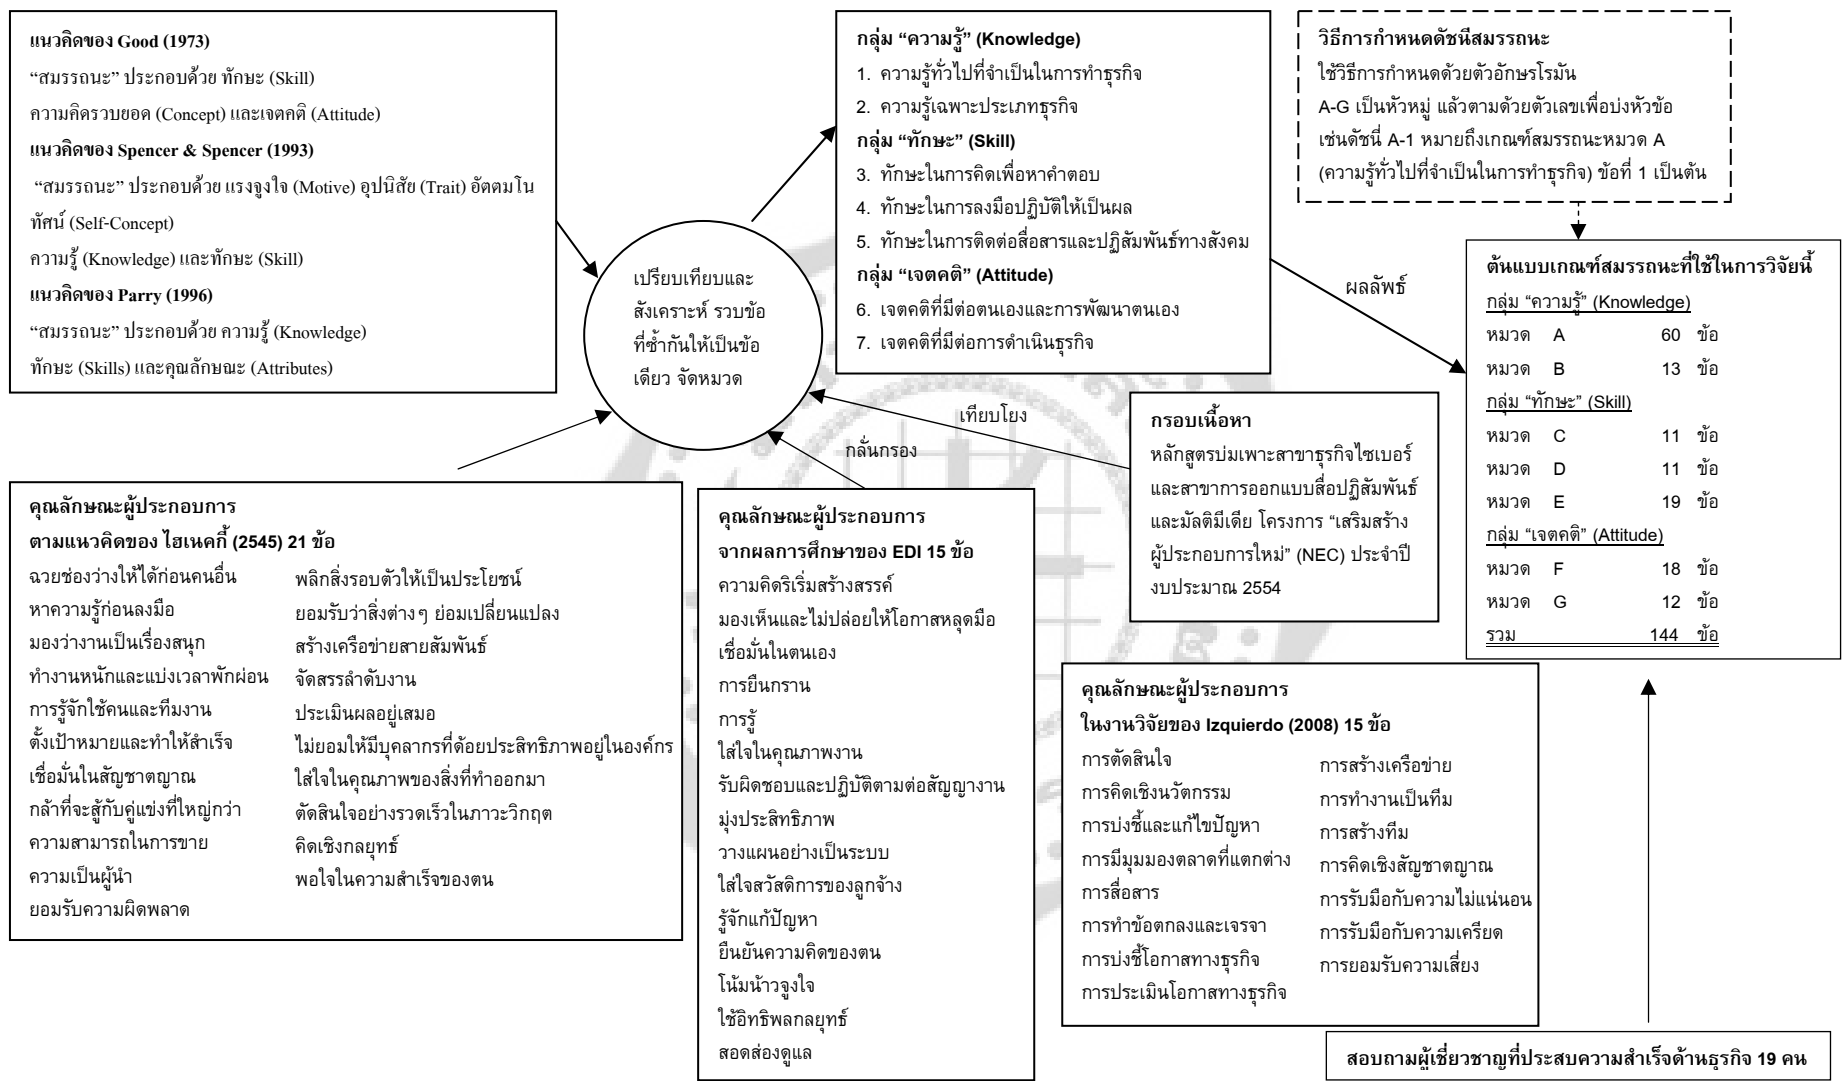 แนวคิดของ Good (1973)
“สมรรถนะ” ประกอบด้วย ทักษะ (Skill)
ความคิดรวบยอด (Concept) และเจตคติ (Attitude)
แนวคิดของ Spencer & Spencer (1993)
“สมรรถนะ” ประกอบด้วย แรงจูงใจ (Motive) อุปนิสัย (Trait) อัตตมโน
ทัศน์ (Self-Concept)
ความรู้ (Knowledge) และทักษะ (Skill)
แนวคิดของ Parry (1996)
“สมรรถนะ” ประกอบด้วย ความรู้ (Knowledge)
ทักษะ (Skills) และคุณลักษณะ (Attributes)
เปรียบเทียบและ
สังเคราะห์ รวบข้อ
ที่ซ้ำกันให้เป็นข้อ
เดียว จัดหมวด
กลุ่ม “ความรู้” (Knowledge)
1. ความรู้ทั่วไปที่จำเป็นในการทำธุรกิจ
2. ความรู้เฉพาะประเภทธุรกิจ
กลุ่ม “ทักษะ” (Skill)
3. ทักษะในการคิดเพื่อหาคำตอบ
4. ทักษะในการลงมือปฏิบัติให้เป็นผล
5. ทักษะในการติดต่อสื่อสารและปฏิสัมพันธ์ทางสังคม
กลุ่ม “เจตคติ” (Attitude)
6. เจตคติที่มีต่อตนเองและการพัฒนาตนเอง
7. เจตคติที่มีต่อการดำเนินธุรกิจ
วิธีการกำหนดดัชนีสมรรถนะ
ใช้วิธีการกำหนดด้วยตัวอักษรโรมัน
A-G เป็นหัวหมู่ แล้วตามด้วยตัวเลขเพื่อบ่งหัวข้อ
เช่นดัชนี่ A-1 หมายถึงเกณฑ์สมรรถนะหมวด A
(ความรู้ทั่วไปที่จำเป็นในการทำธุรกิจ) ข้อที่ 1 เป็นต้น
ผลลัพธ์
ต้นแบบเกณฑ์สมรรถนะที่ใช้ในการวิจัยนี้
กลุ่ม “ความรู้” (Knowledge)
หมวด A 60 ข้อ
หมวด B 13 ข้อ
กลุ่ม “ทักษะ” (Skill)
หมวด C 11 ข้อ
หมวด D 11 ข้อ
หมวด E 19 ข้อ
กลุ่ม “เจตคติ” (Attitude)
หมวด F 18 ข้อ
หมวด G 12 ข้อ
รวม 144 ข้อ
เทียบโยง
กลั่นกรอง
กรอบเนื้อหา
หลักสูตรบ่มเพาะสาขาธุรกิจไซเบอร์
และสาขาการออกแบบสื่อปฏิสัมพันธ์
และมัลติมีเดีย โครงการ “เสริมสร้าง
ผู้ประกอบการใหม่” (NEC) ประจำปี
งบประมาณ 2554
คุณลักษณะผู้ประกอบการ
ตามแนวคิดของ ไฮเนคกี้ (2545) 21 ข้อ
ฉวยช่องว่างให้ได้ก่อนคนอื่น
หาความรู้ก่อนลงมือ
มองว่างานเป็นเรื่องสนุก
ทำงานหนักและแบ่งเวลาพักผ่อน
การรู้จักใช้คนและทีมงาน
ตั้งเป้าหมายและทำให้สำเร็จ
เชื่อมั่นในสัญชาตญาณ
กล้าที่จะสู้กับคู่แข่งที่ใหญ่กว่า
ความสามารถในการขาย
ความเป็นผู้นำ
ยอมรับความผิดพลาด
พลิกสิ่งรอบตัวให้เป็นประโยชน์
ยอมรับว่าสิ่งต่าง ๆ ย่อมเปลี่ยนแปลง
สร้างเครือข่ายสายสัมพันธ์
จัดสรรลำดับงาน
ประเมินผลอยู่เสมอ
ไม่ยอมให้มีบุคลากรที่ด้อยประสิทธิภาพอยู่ในองค์กร
ใส่ใจในคุณภาพของสิ่งที่ทำออกมา
ตัดสินใจอย่างรวดเร็วในภาวะวิกฤต
คิดเชิงกลยุทธ์
พอใจในความสำเร็จของตน
คุณลักษณะผู้ประกอบการ
จากผลการศึกษาของ EDI 15 ข้อ
ความคิดริเริ่มสร้างสรรค์
มองเห็นและไม่ปล่อยให้โอกาสหลุดมือ
เชื่อมั่นในตนเอง
การยืนกราน
การรู้
ใส่ใจในคุณภาพงาน
รับผิดชอบและปฏิบัติตามต่อสัญญางาน
มุ่งประสิทธิภาพ
วางแผนอย่างเป็นระบบ
ใส่ใจสวัสดิการของลูกจ้าง
รู้จักแก้ปัญหา
ยืนยันความคิดของตน
โน้มน้าวจูงใจ
ใช้อิทธิพลกลยุทธ์
สอดส่องดูแล
คุณลักษณะผู้ประกอบการ
ในงานวิจัยของ Izquierdo (2008) 15 ข้อ
การตัดสินใจ
การคิดเชิงนวัตกรรม
การบ่งชี้และแก้ไขปัญหา
การมีมุมมองตลาดที่แตกต่าง
การสื่อสาร
การทำข้อตกลงและเจรจา
การบ่งชี้โอกาสทางธุรกิจ
การประเมินโอกาสทางธุรกิจ
การสร้างเครือข่าย
การทำงานเป็นทีม
การสร้างทีม
การคิดเชิงสัญชาตญาณ
การรับมือกับความไม่แน่นอน
การรับมือกับความเครียด
การยอมรับความเสี่ยง
สอบถามผู้เชี่ยวชาญที่ประสบความสำเร็จด้านธุรกิจ 19 คน